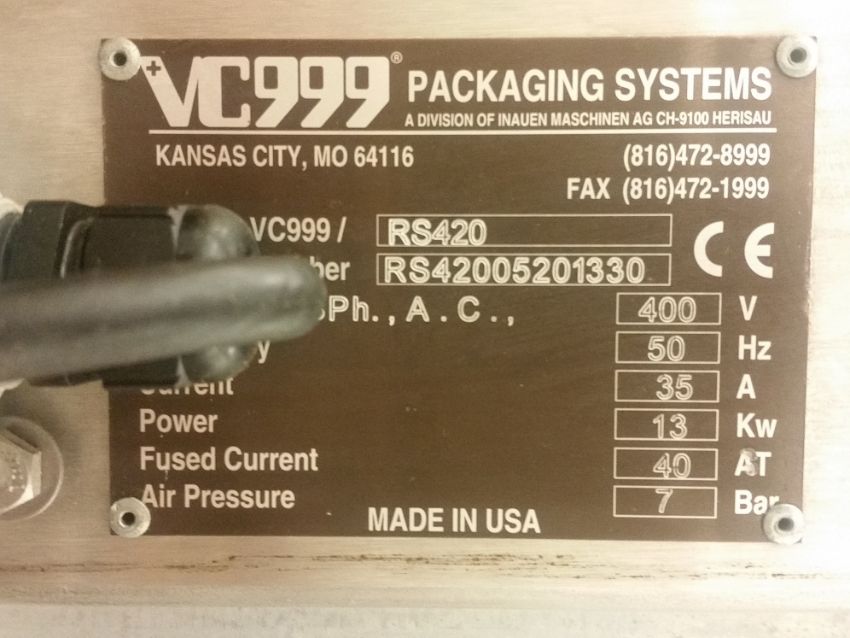 VC999® PACKAGING SYSTEMS
A DIVISION OF INAUEN MASCHINEN AG CH-9100 HERISAU
KANSAS CITY, MO 64116 (816)472-8999
FAX (816)472-1999
VC999 / RS420 CE
RS42005201330
Ph., A.C., 400 V
50 Hz
Current 35 A
Power 13 Kw
Fused Current 40 AT
Air Pressure 7 Bar
MADE IN USA